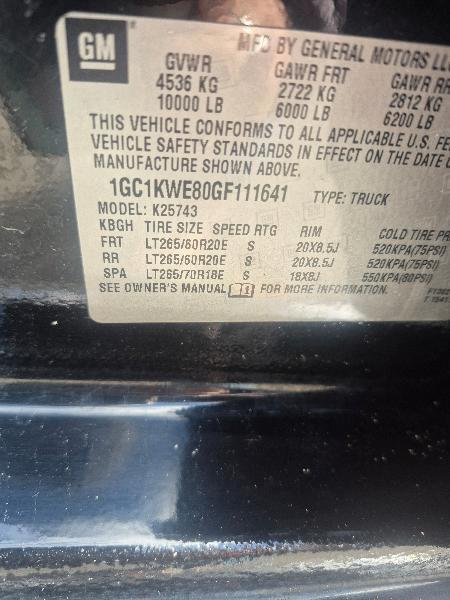 GM
MFD BY GENERAL MOTORS LLC
GVWR GAWR FRT GAWR RR
4536 KG 2722 KG 2812 KG
10000 LB 6000 LB 6200 LB
THIS VEHICLE CONFORMS TO ALL APPLICABLE U.S. FE
VEHICLE SAFETY STANDARDS IN EFFECT ON THE DATE O
MANUFACTURE SHOWN ABOVE.
1GC1KWE80GF111641 TYPE: TRUCK
MODEL: K25743
KBGH TIRE SIZE SPEED RTG RIM COLD TIRE PR
FRT LT265/60R20E S 20X8.5J 520KPA(75PSI)
RR LT265/60R20E S 20X8.5J 520KPA(75PSI)
SPA LT265/70R18E S 18X8J 550KPA(80PSI)
SEE OWNER'S MANUAL FOR MORE INFORMATION.
T 1541